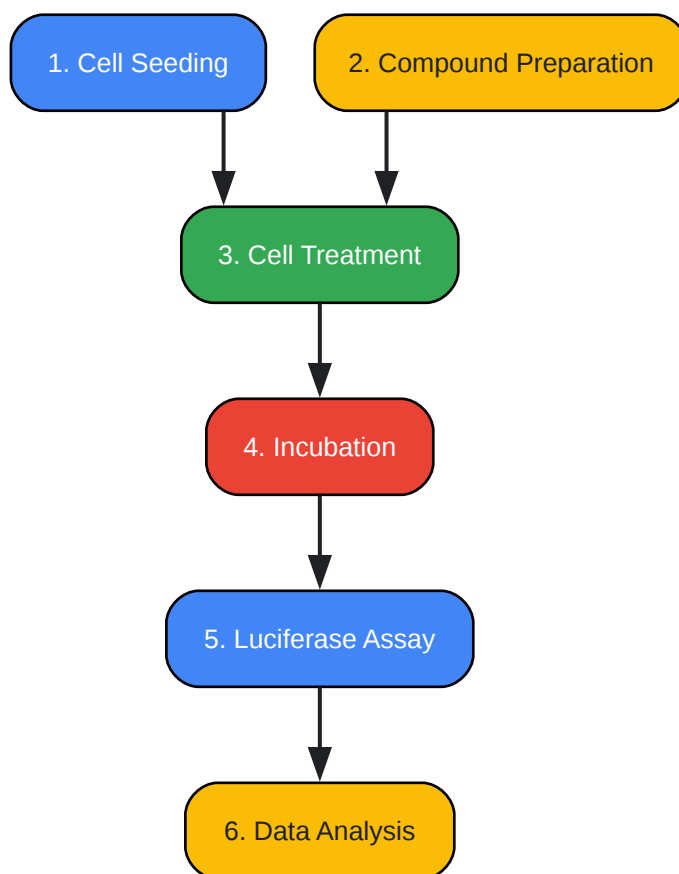 1. Cell Seeding
2. Compound Preparation
3. Cell Treatment
4. Incubation
5. Luciferase Assay
6. Data Analysis